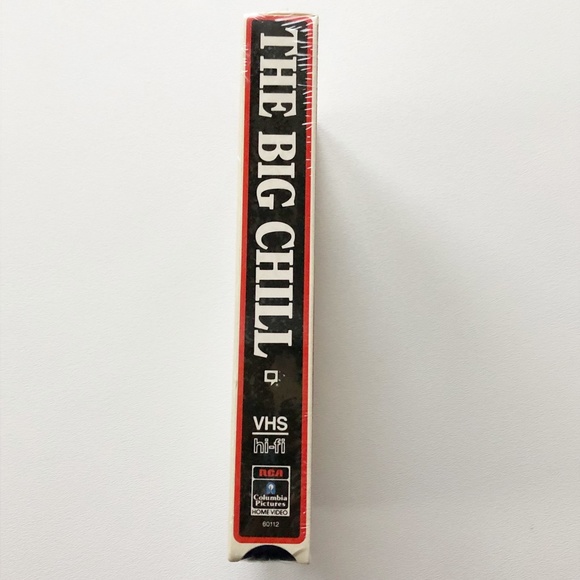 THE BIG CHILL
VHS
hi-fi
RCA
Columbia
Pictures
HOME VIDEO
60112